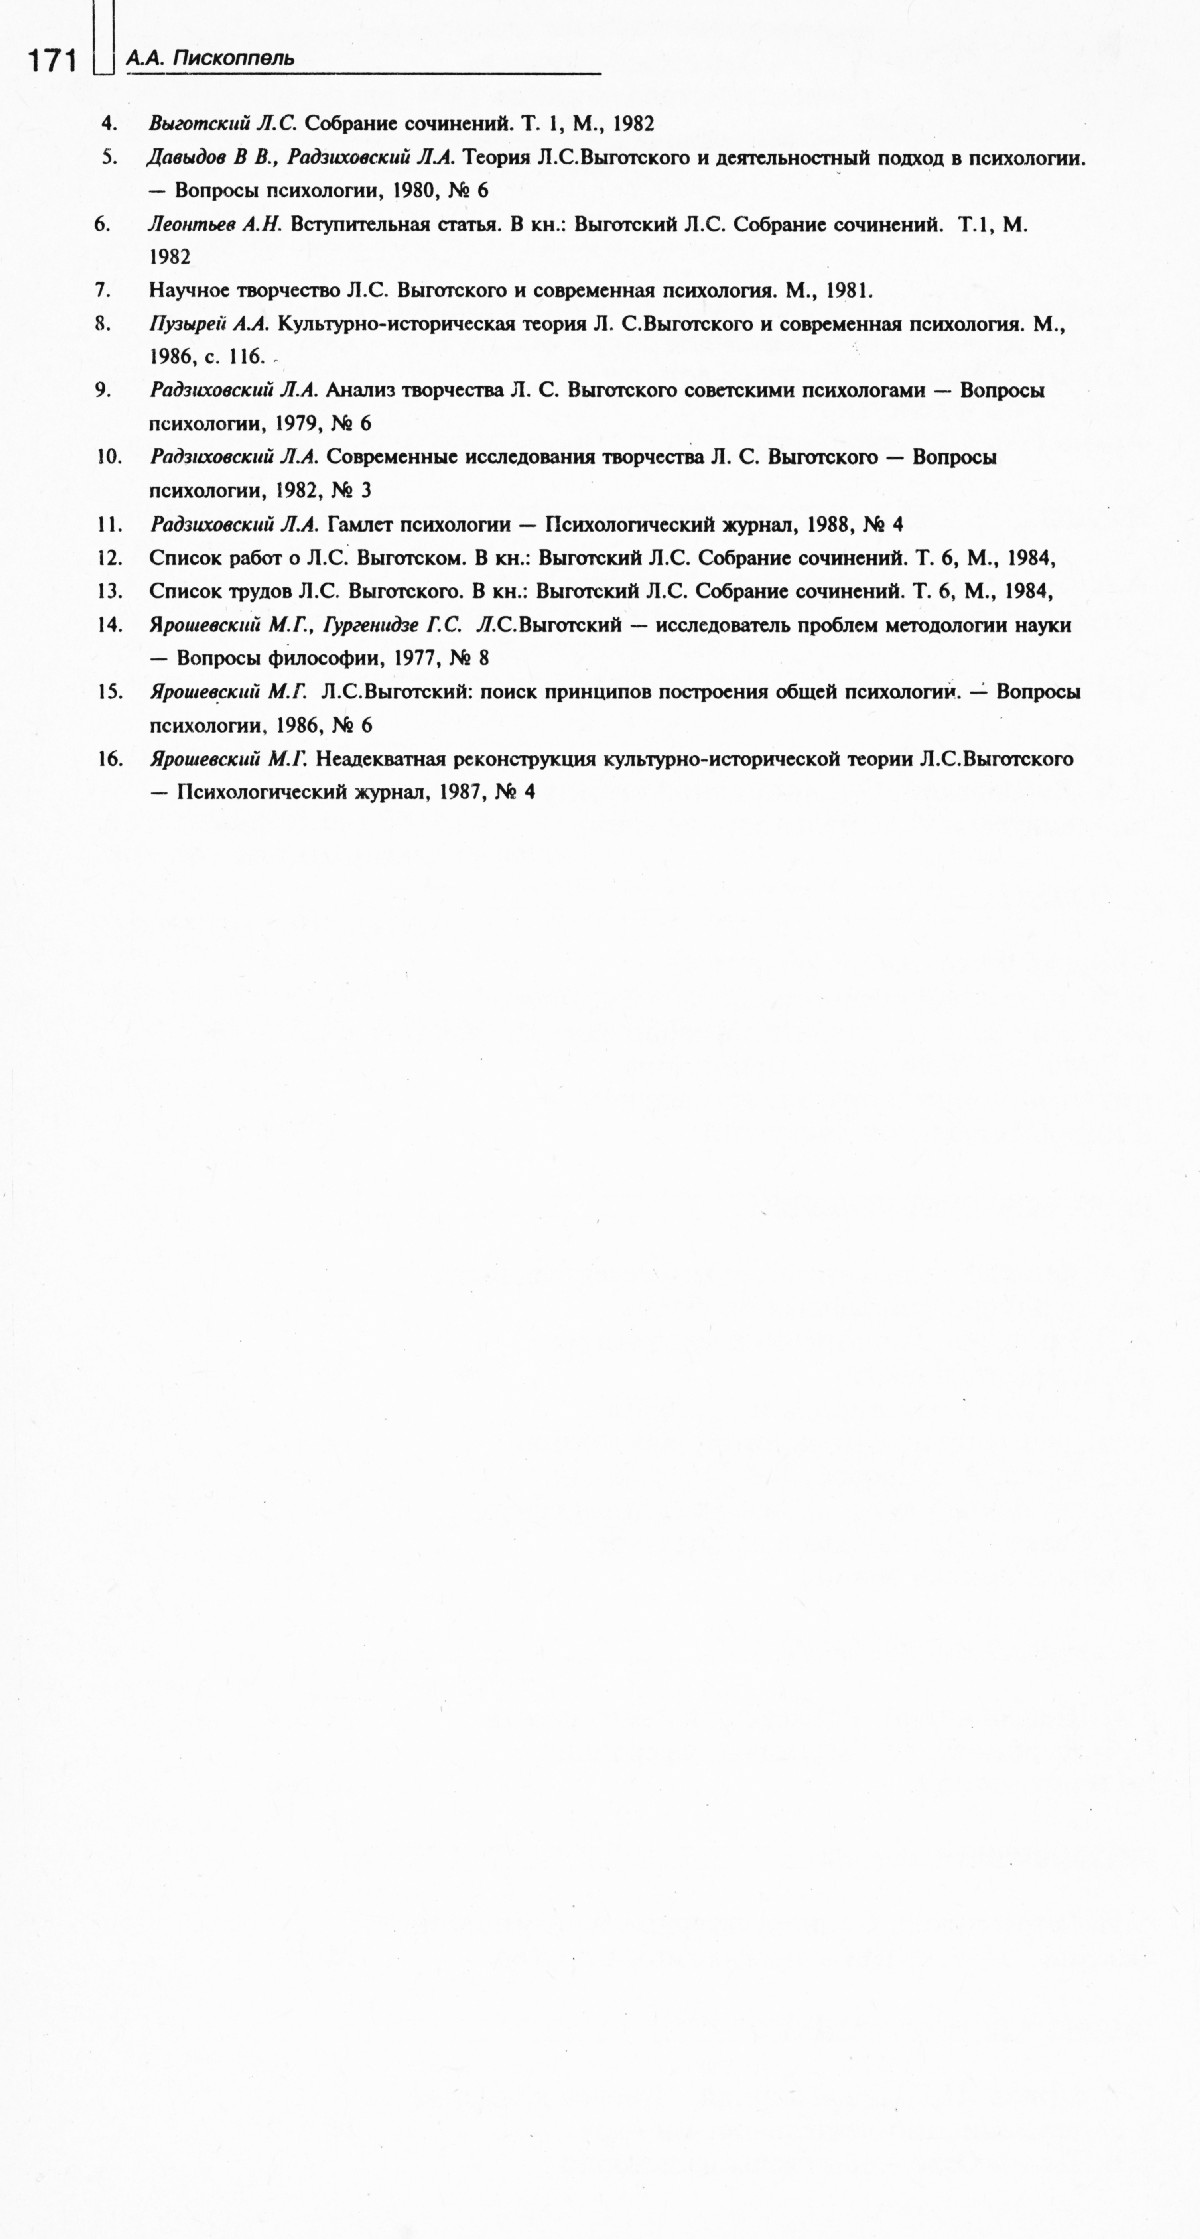 171 А.А. Пископпель
4. Выготский Л.С. Собрание сочинений. Т. 1, М., 1982
5. Давыдов В В., Радзиховский Л.А. Теория Л.С.Выготского и деятельностный подход в психологии.
— Вопросы психологии, 1980, № 6
6. Леонтьев А.Н. Вступительная статья. В кн.: Выготский Л.С. Собрание сочинений. Т.1, М.
1982
7. Научное творчество Л.С. Выготского и современная психология. М., 1981.
8. Пузырей А.А. Культурно-историческая теория Л. С.Выготского и современная психология. М.,
1986, с. 116.
9. Радзиховский Л.А. Анализ творчества Л. С. Выготского советскими психологами — Вопросы
психологии, 1979, № 6
10. Радзиховский Л.А. Современные исследования творчества Л. С. Выготского — Вопросы
психологии, 1982, № 3
11. Радзиховский Л.А. Гамлет психологии — Психологический журнал, 1988, № 4
12. Список работ о Л.С. Выготском. В кн.: Выготский Л.С. Собрание сочинений. Т. 6, М., 1984,
13. Список трудов Л.С. Выготского. В кн.: Выготский Л.С. Собрание сочинений. Т. 6, М., 1984,
14. Ярошевский М.Г., Гургенидзе Г.С. Л.С.Выготский — исследователь проблем методологии науки
— Вопросы философии, 1977, № 8
15. Ярошевский М.Г. Л.С.Выготский: поиск принципов построения общей психологии. — Вопросы
психологии, 1986, № 6
16. Ярошевский М.Г. Неадекватная реконструкция культурно-исторической теории Л.С.Выготского
— Психологический журнал, 1987, № 4